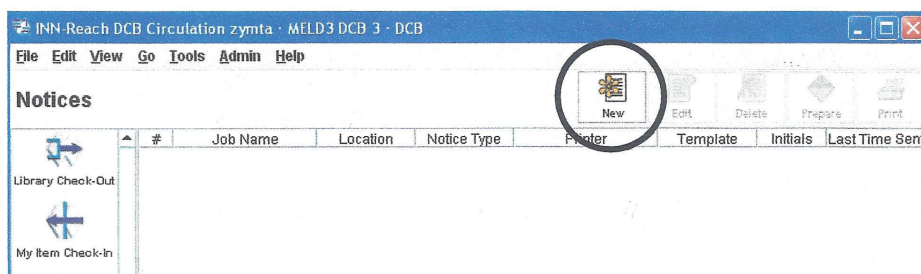 INN-Reach DCB Circulation zymta · MELD3 DCB 3 · DCB
File Edit View Go Tools Admin Help
Notices
New Edit Delete Prepare Print
# Job Name Location Notice Type Printer Template Initials Last Time Sen
Library Check-Out
My Item Check-In